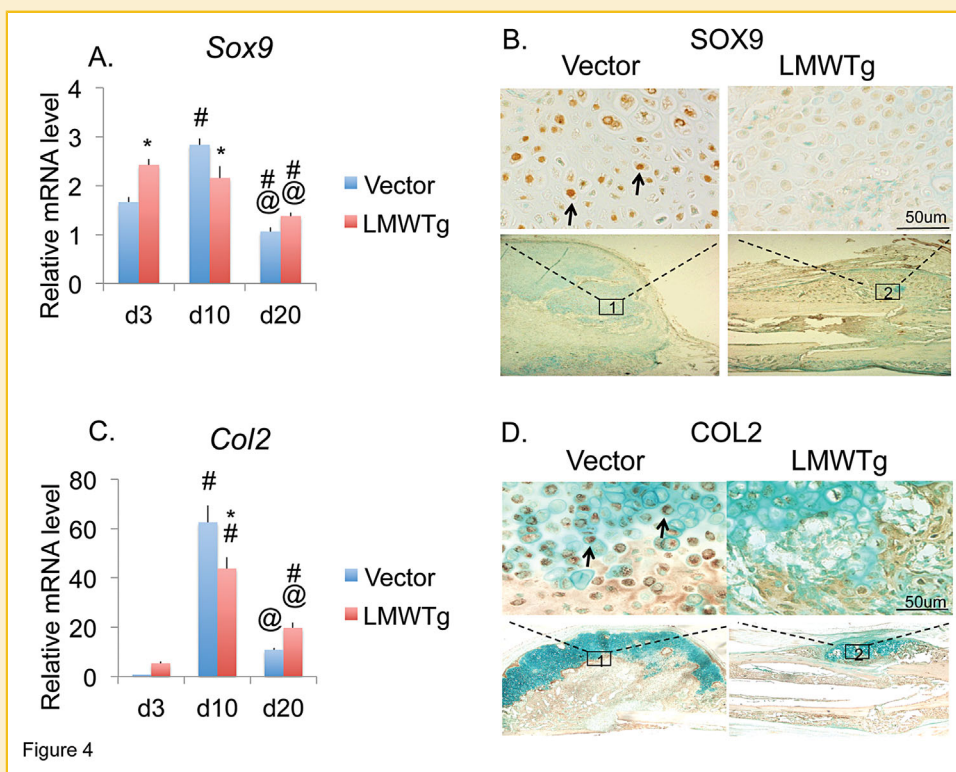 A.
Sox9
Relative mRNA level
4
3
2
1
0
*
#
*
#
@
#
@
d3 d10 d20
Vector
LMWTg
B.
SOX9
Vector LMWTg
50um
1
2
C.
Col2
Relative mRNA level
80
60
40
20
0
#
*
#
@
#
@
d3 d10 d20
Vector
LMWTg
D.
COL2
Vector LMWTg
50um
1
2
Figure 4